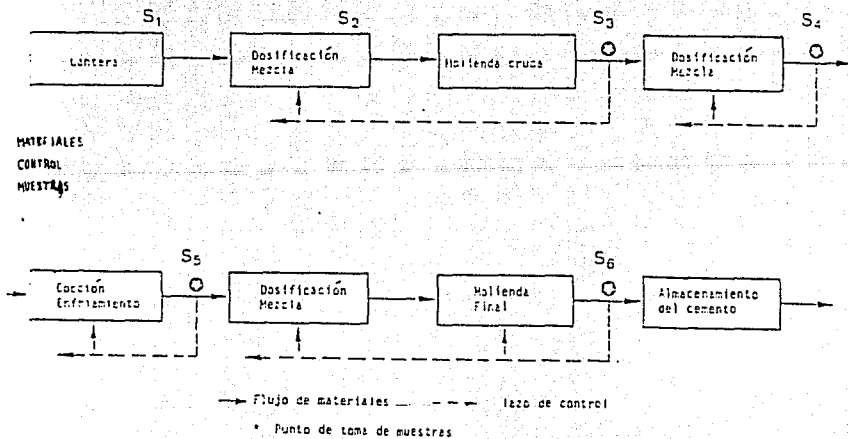 S1
S2
S3
S4
Cantera
Dosificación
Mezcla
Molienda cruda
Dosificación
Mezcla
MATERIALES
CONTROL
MUESTRAS
S5
S6
Cocción
Enfriamiento
Dosificación
Mezcla
Molienda
Final
Almacenamiento
del cemento
Flujo de materiales
lazo de control
* Punto de toma de muestras